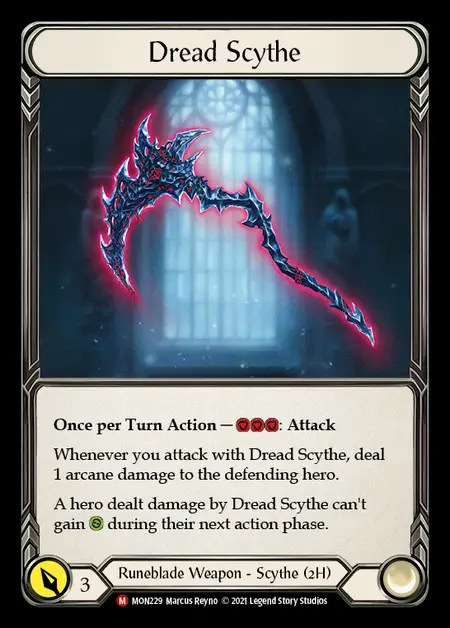 Dread Scythe
Once per Turn Action — : Attack
Whenever you attack with Dread Scythe, deal
1 arcane damage to the defending hero.
A hero dealt damage by Dread Scythe can't
gain during their next action phase.
3
Runeblade Weapon - Scythe (2H)
M MON229 Marcus Reyno © 2021 Legend Story Studios